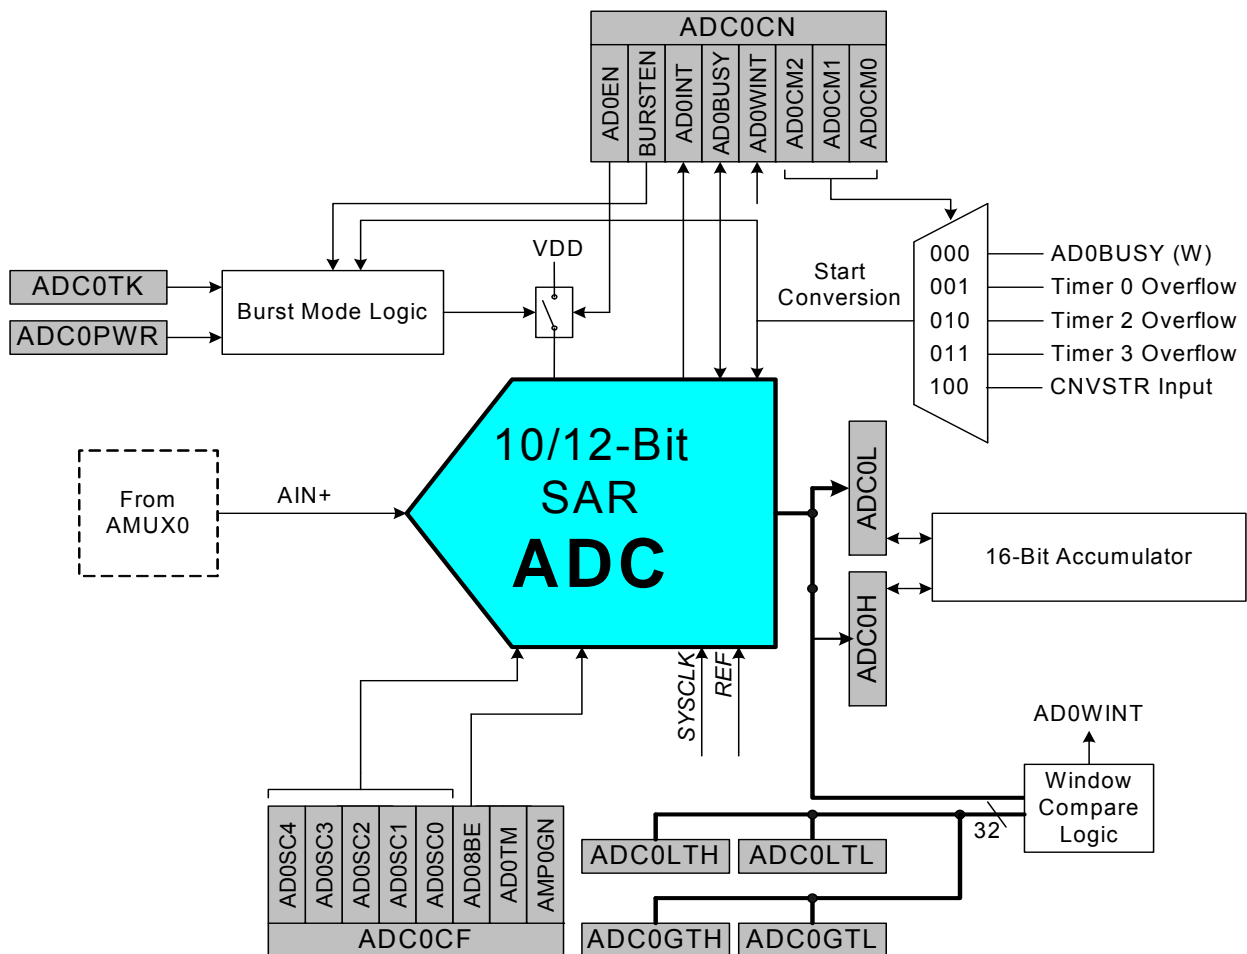 ADC0CN
AD0EN
BURSTEN
AD0INT
AD0BUSY
AD0WINT
AD0CM2
AD0CM1
AD0CM0
VDD
ADC0TK
ADC0PWR
Burst Mode Logic
Start
Conversion
000
AD0BUSY (W)
001
Timer 0 Overflow
010
Timer 2 Overflow
011
Timer 3 Overflow
100
CNVSTR Input
From
AMUX0
AIN+
10/12-Bit
SAR
ADC
ADC0L
ADC0H
16-Bit Accumulator
SYSCLK
REF
AD0WINT
Window
Compare
Logic
32
AD0SC4
AD0SC3
AD0SC2
AD0SC1
AD0SC0
AD08BE
AD0TM
AMP0GN
ADC0CF
ADC0LTH
ADC0LTL
ADC0GTH
ADC0GTL